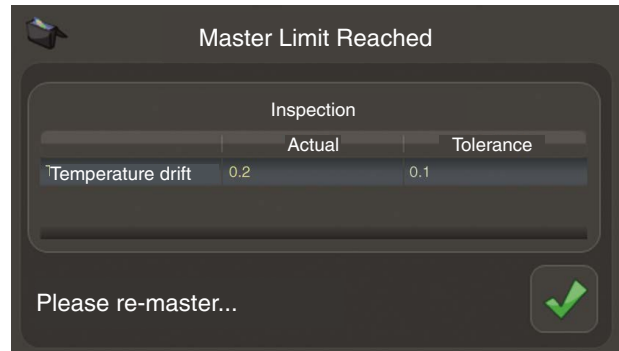 Master Limit Reached
Inspection
Actual Tolerance
Temperature drift 0.2 0.1
Please re-master...